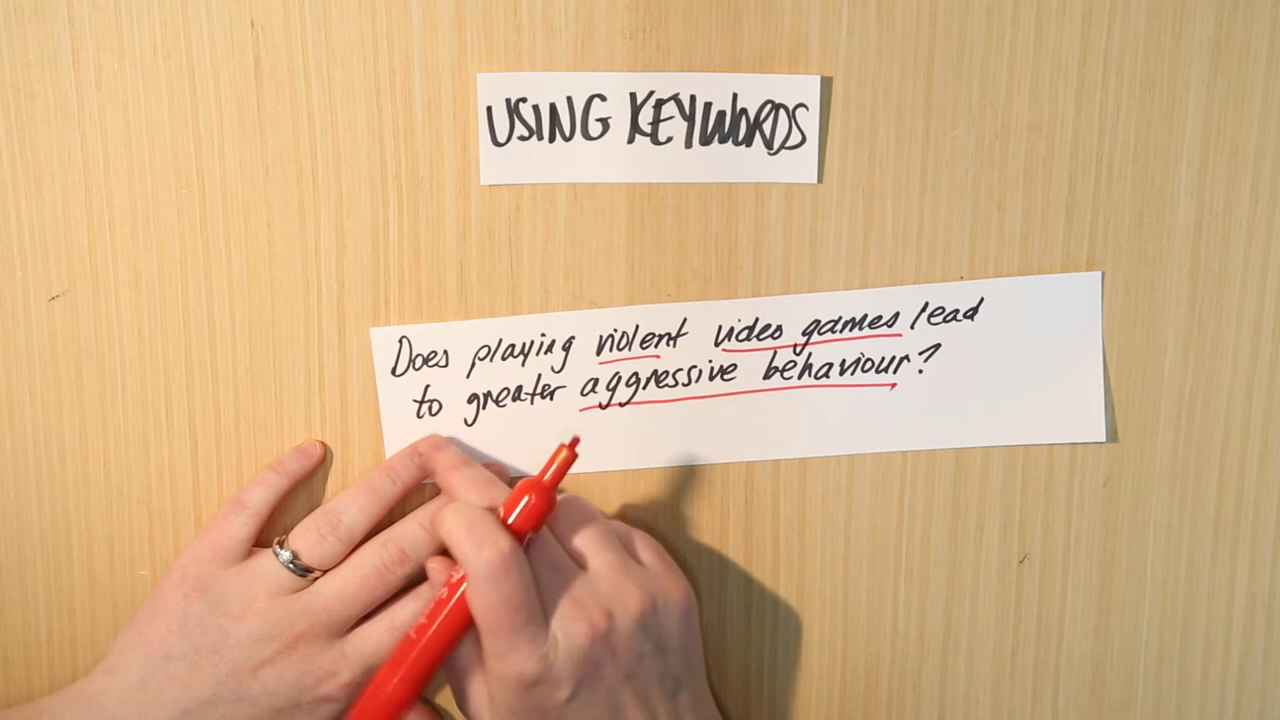 USING KEYWORDS
Does playing violent video games lead
to greater aggressive behaviour?